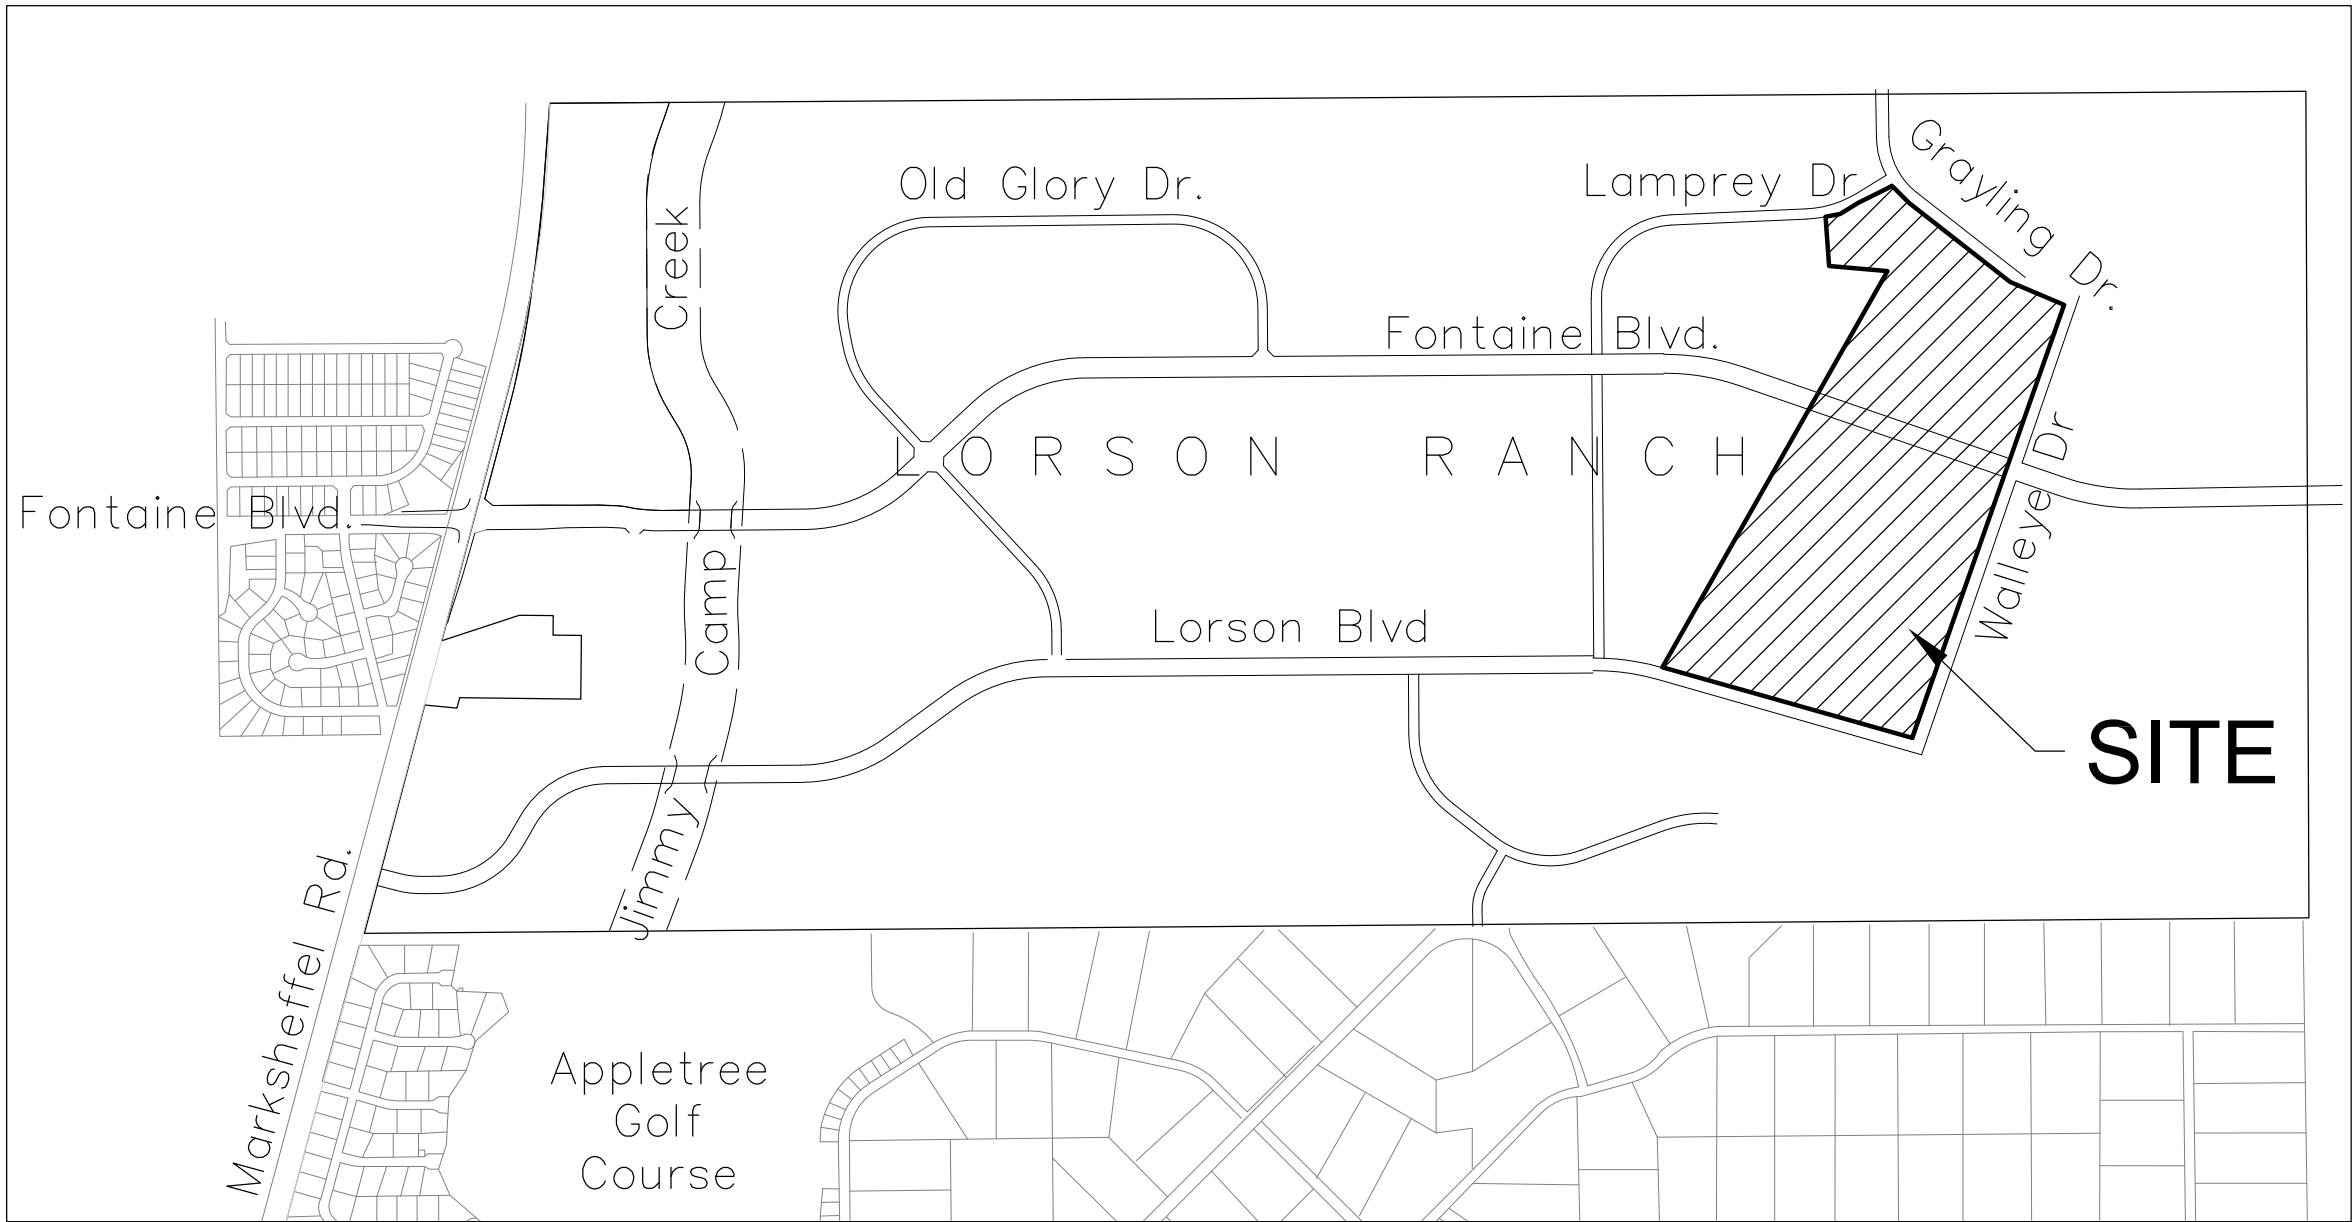 Old Glory Dr.
Lamprey Dr
Grayling Dr.
Creek
Fontaine Blvd.
LORSON RANCH
Fontaine Blvd.
Walleye Dr
Camp
Lorson Blvd
SITE
Jimmy
Marksheffel Rd.
Appletree
Golf
Course